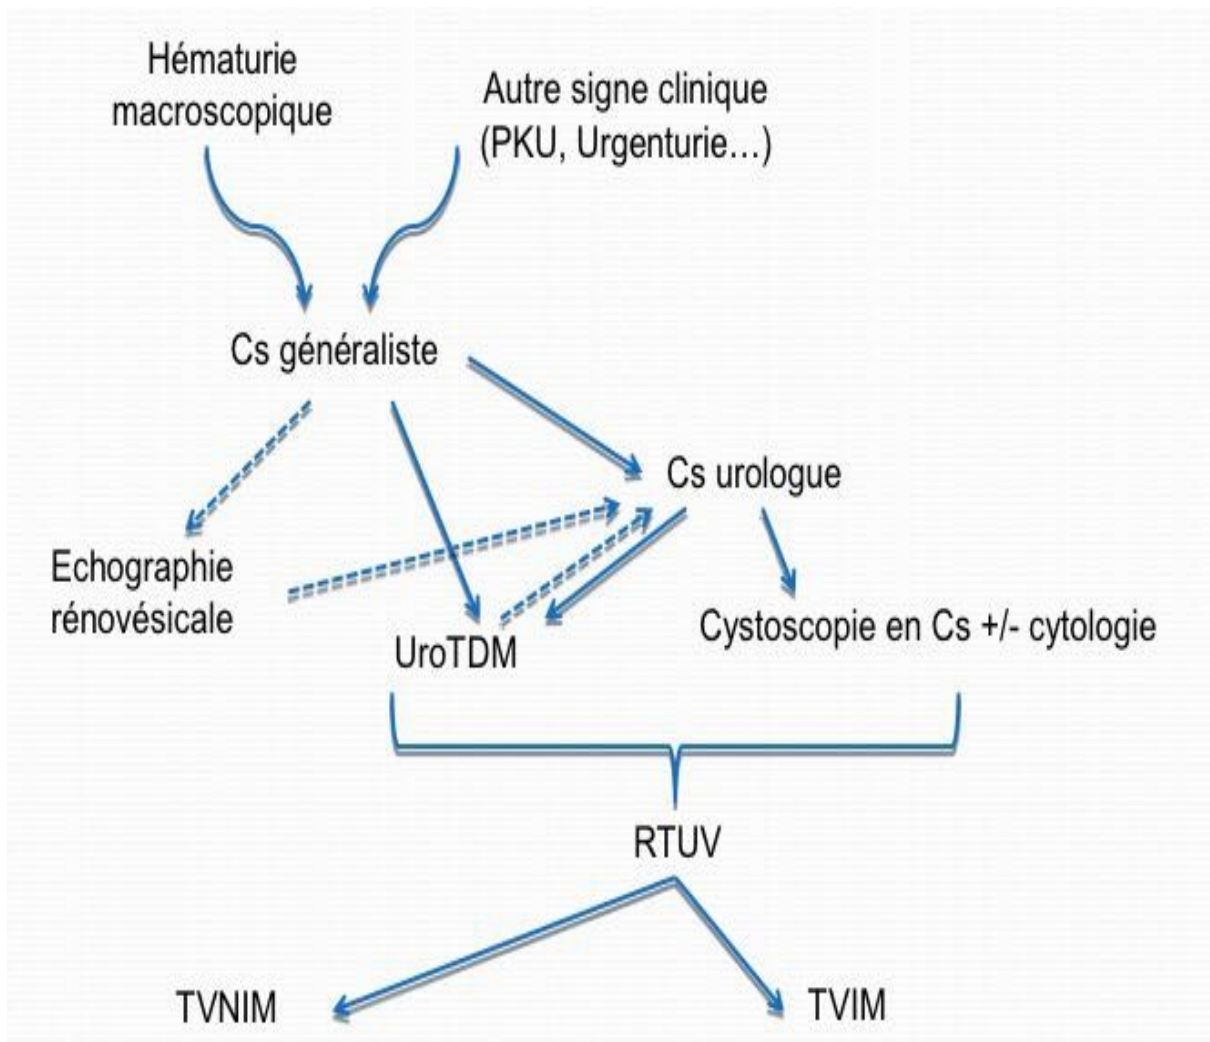 Hématurie
macroscopique
Autre signe clinique
(PKU, Urgenturie…)
Cs généraliste
Cs urologue
Echographie
rénovésicale
UroTDM
Cystoscopie en Cs +/- cytologie
RTUV
TVNIM
TVIM